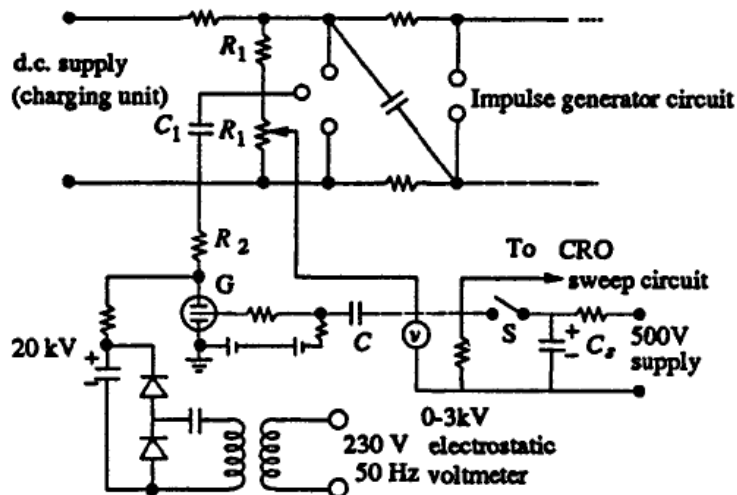 R1
d.c. supply
(charging unit)
C1
R1
Impulse generator circuit
R2
To CRO
sweep circuit
G
20 kV
+
-
C
v
S
+
-
Cs
500V
supply
0-3kV
230 V electrostatic
50 Hz voltmeter